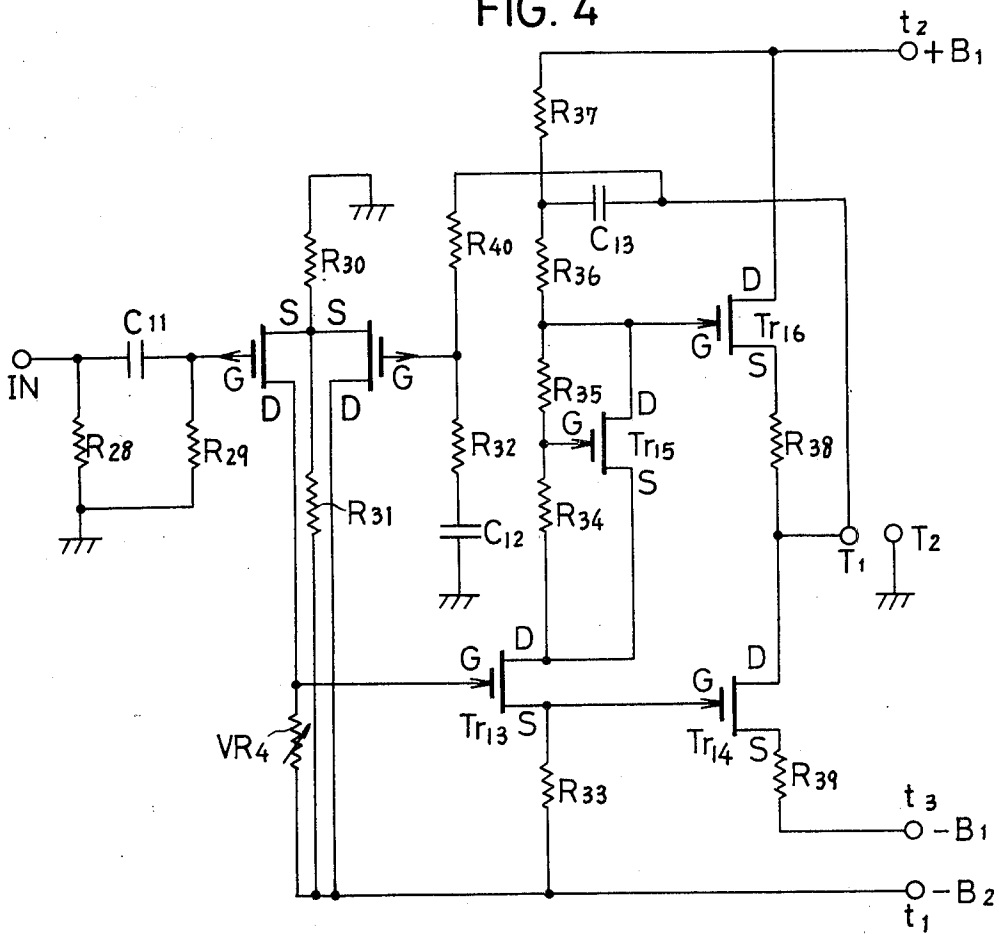 FIG. 4
t2
+B1
R37
C13
R40
R36
R30
C11
S S
D
IN
G
G
G
Tr16
S
D D
R35
D
G
Tr15
R28
R29
R32
S
R38
R31
R34
C12
T1
T2
D
G
D
G
Tr13
S
Tr14
S
VR4
R33
R39
t3
-B1
-B2
t1